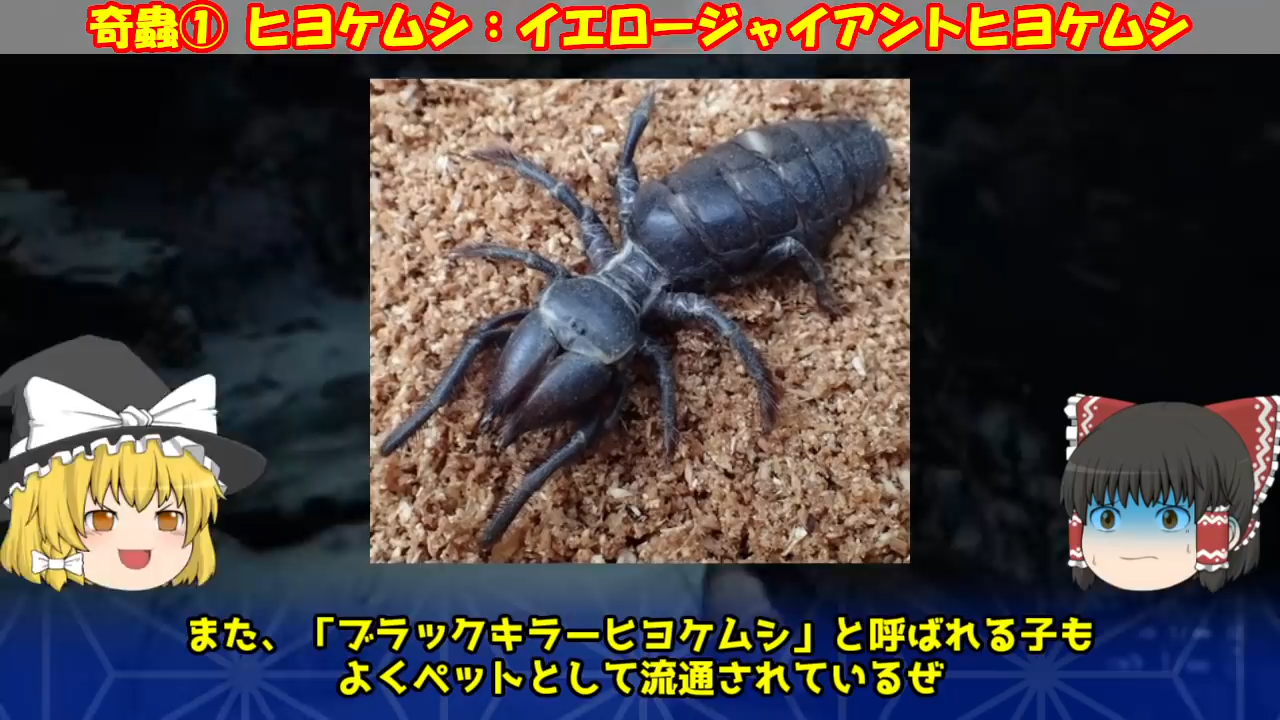 奇蟲① ヒヨケムシ：イエロージャイアントヒヨケムシ
また、「ブラックキラーヒヨケムシ」と呼ばれる子も
よくペットとして流通されているぜ